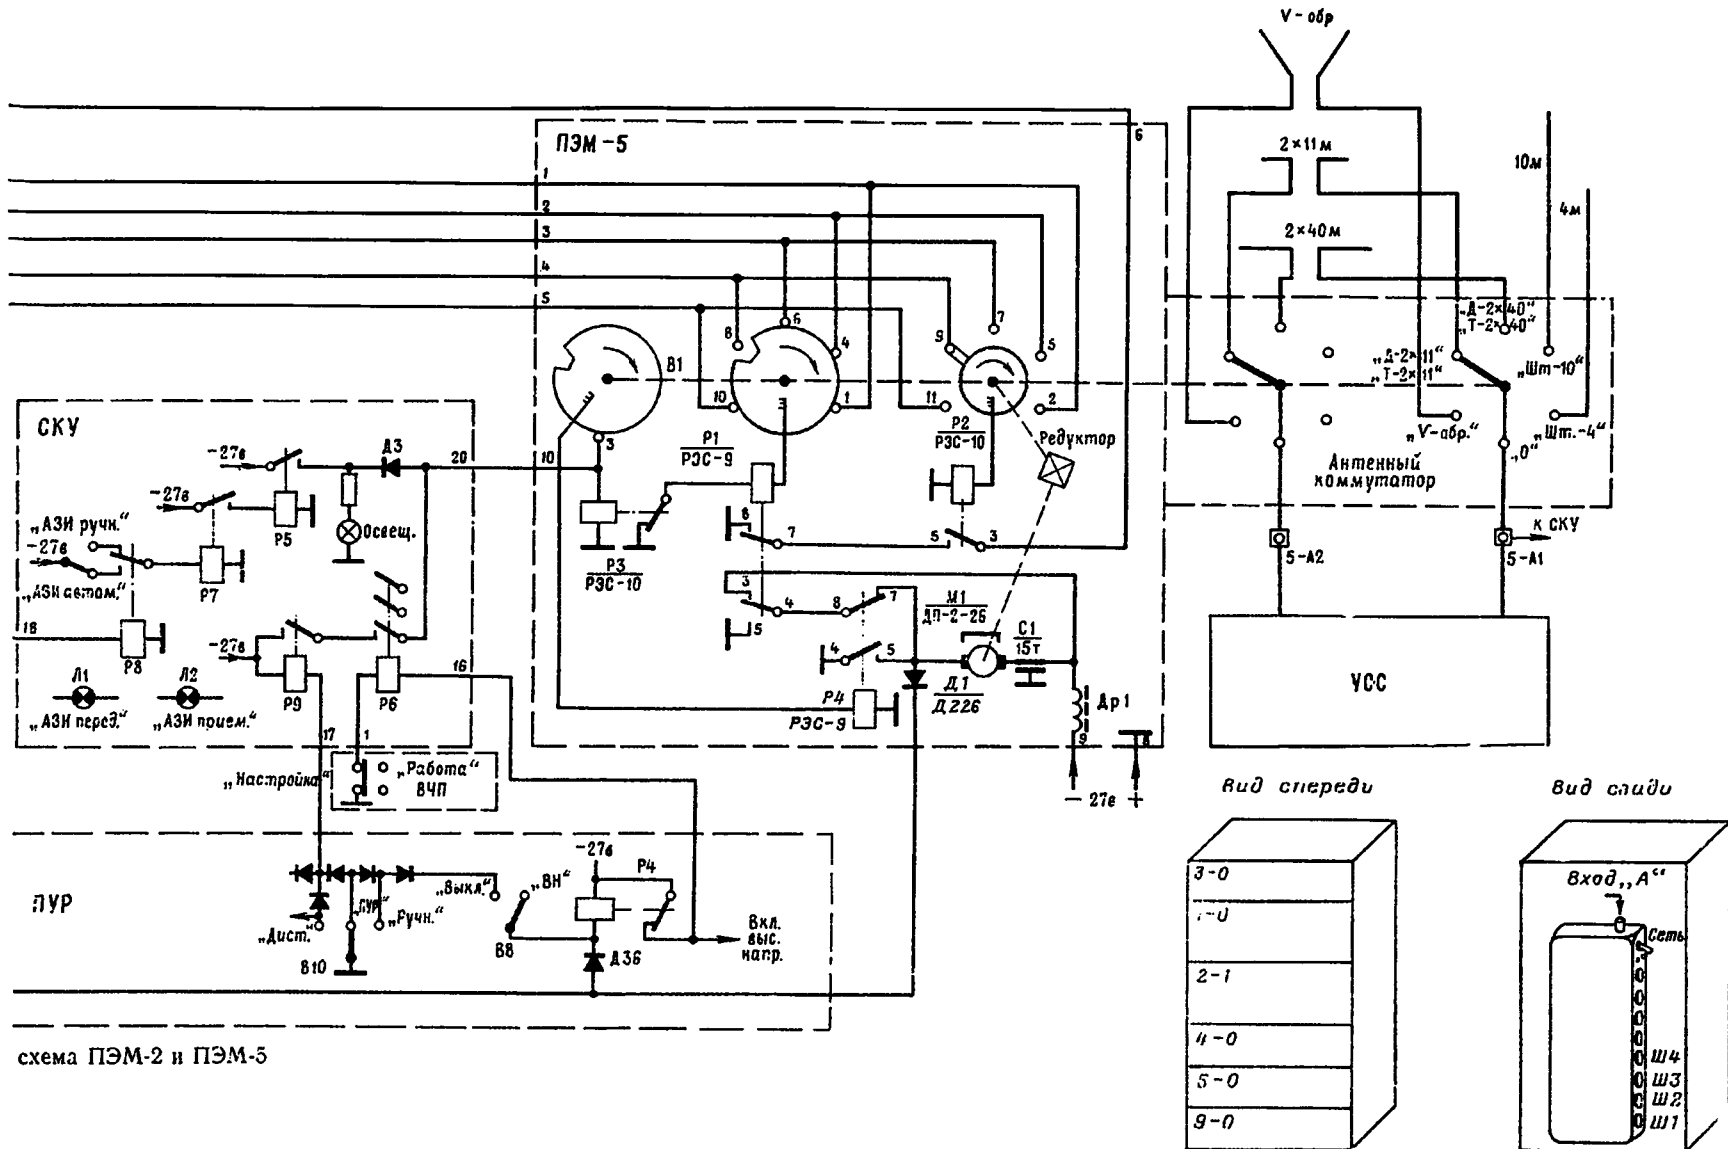 V-обр
6
ПЭМ-5
2×11м
10м
1
4м
2
2×40м
3
4
5
6
7
8
4
9
5
„Д-2×40“
„Т-2×40“
В1
„Д-2×11“
„Т-2×11“
„Шт-10“
10
1
11
2
СКУ
-27в
Д3
20
10
3
Р1
РЭС-9
Р2
РЭС-10
Редуктор
„V-обр.“
„Шт.-4“
„0“
Антенный
коммутатор
-27в
„АЗИ ручн.“
-27в
„АЗИ автом.“
Р5
Освещ.
Р7
6
7
5
3
к СКУ
5-А2
5-А1
Р3
РЭС-10
3
4
8
7
М1
ДП-2-26
5
С1
15т
18
Р8
-27в
16
4
5
Л1
Л2
Р9
Р6
Р4
РЭС-9
Д1
Д226
Др1
УСС
„АЗИ перед.“
„АЗИ прием.“
17
1
9
8
„Настройка“
„Работа“
ВЧП
- 27в +
Вид спереди
Вид сзади
-27в
Р4
3-0
Вход „А“
ПУР
„Выкл.“
„ВН“
„ПУР“
„Ручн.“
1-0
„Дист.“
Вкл.
выс.
напр.
Сеть
В8
Д36
В10
2-1
4-0
Ш4
схема ПЭМ-2 и ПЭМ-5
5-0
Ш3
Ш2
9-0
Ш1